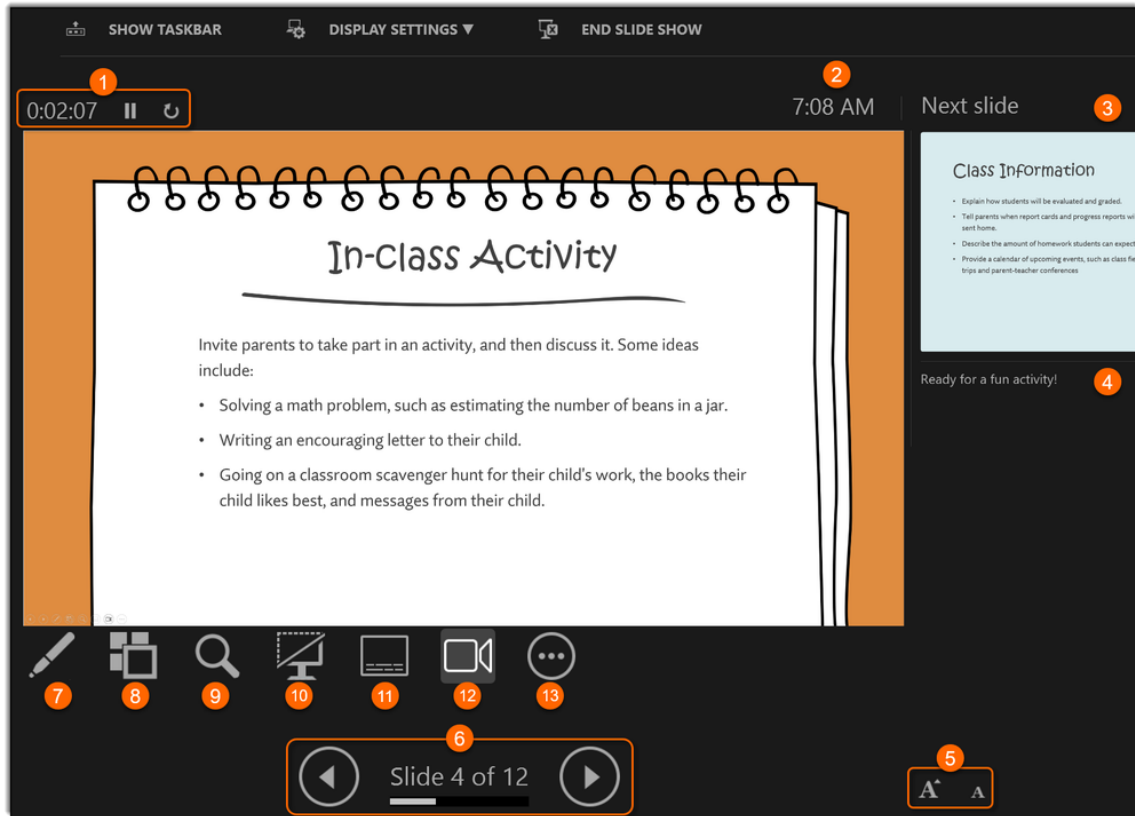 SHOW TASKBAR
DISPLAY SETTINGS ▼
END SLIDE SHOW
1
2
0:02:07
7:08 AM
Next slide
3
Class Information
• Explain how students will be evaluated and graded.
• Tell parents when report cards and progress reports wi
sent home.
• Describe the amount of homework students can expect
• Provide a calendar of upcoming events, such as class fie
trips and parent-teacher conferences
In-class Activity
Invite parents to take part in an activity, and then discuss it. Some ideas
include:
• Solving a math problem, such as estimating the number of beans in a jar.
• Writing an encouraging letter to their child.
• Going on a classroom scavenger hunt for their child's work, the books their
child likes best, and messages from their child.
Ready for a fun activity!
4
7
8
9
10
11
12
13
6
Slide 4 of 12
5
A A